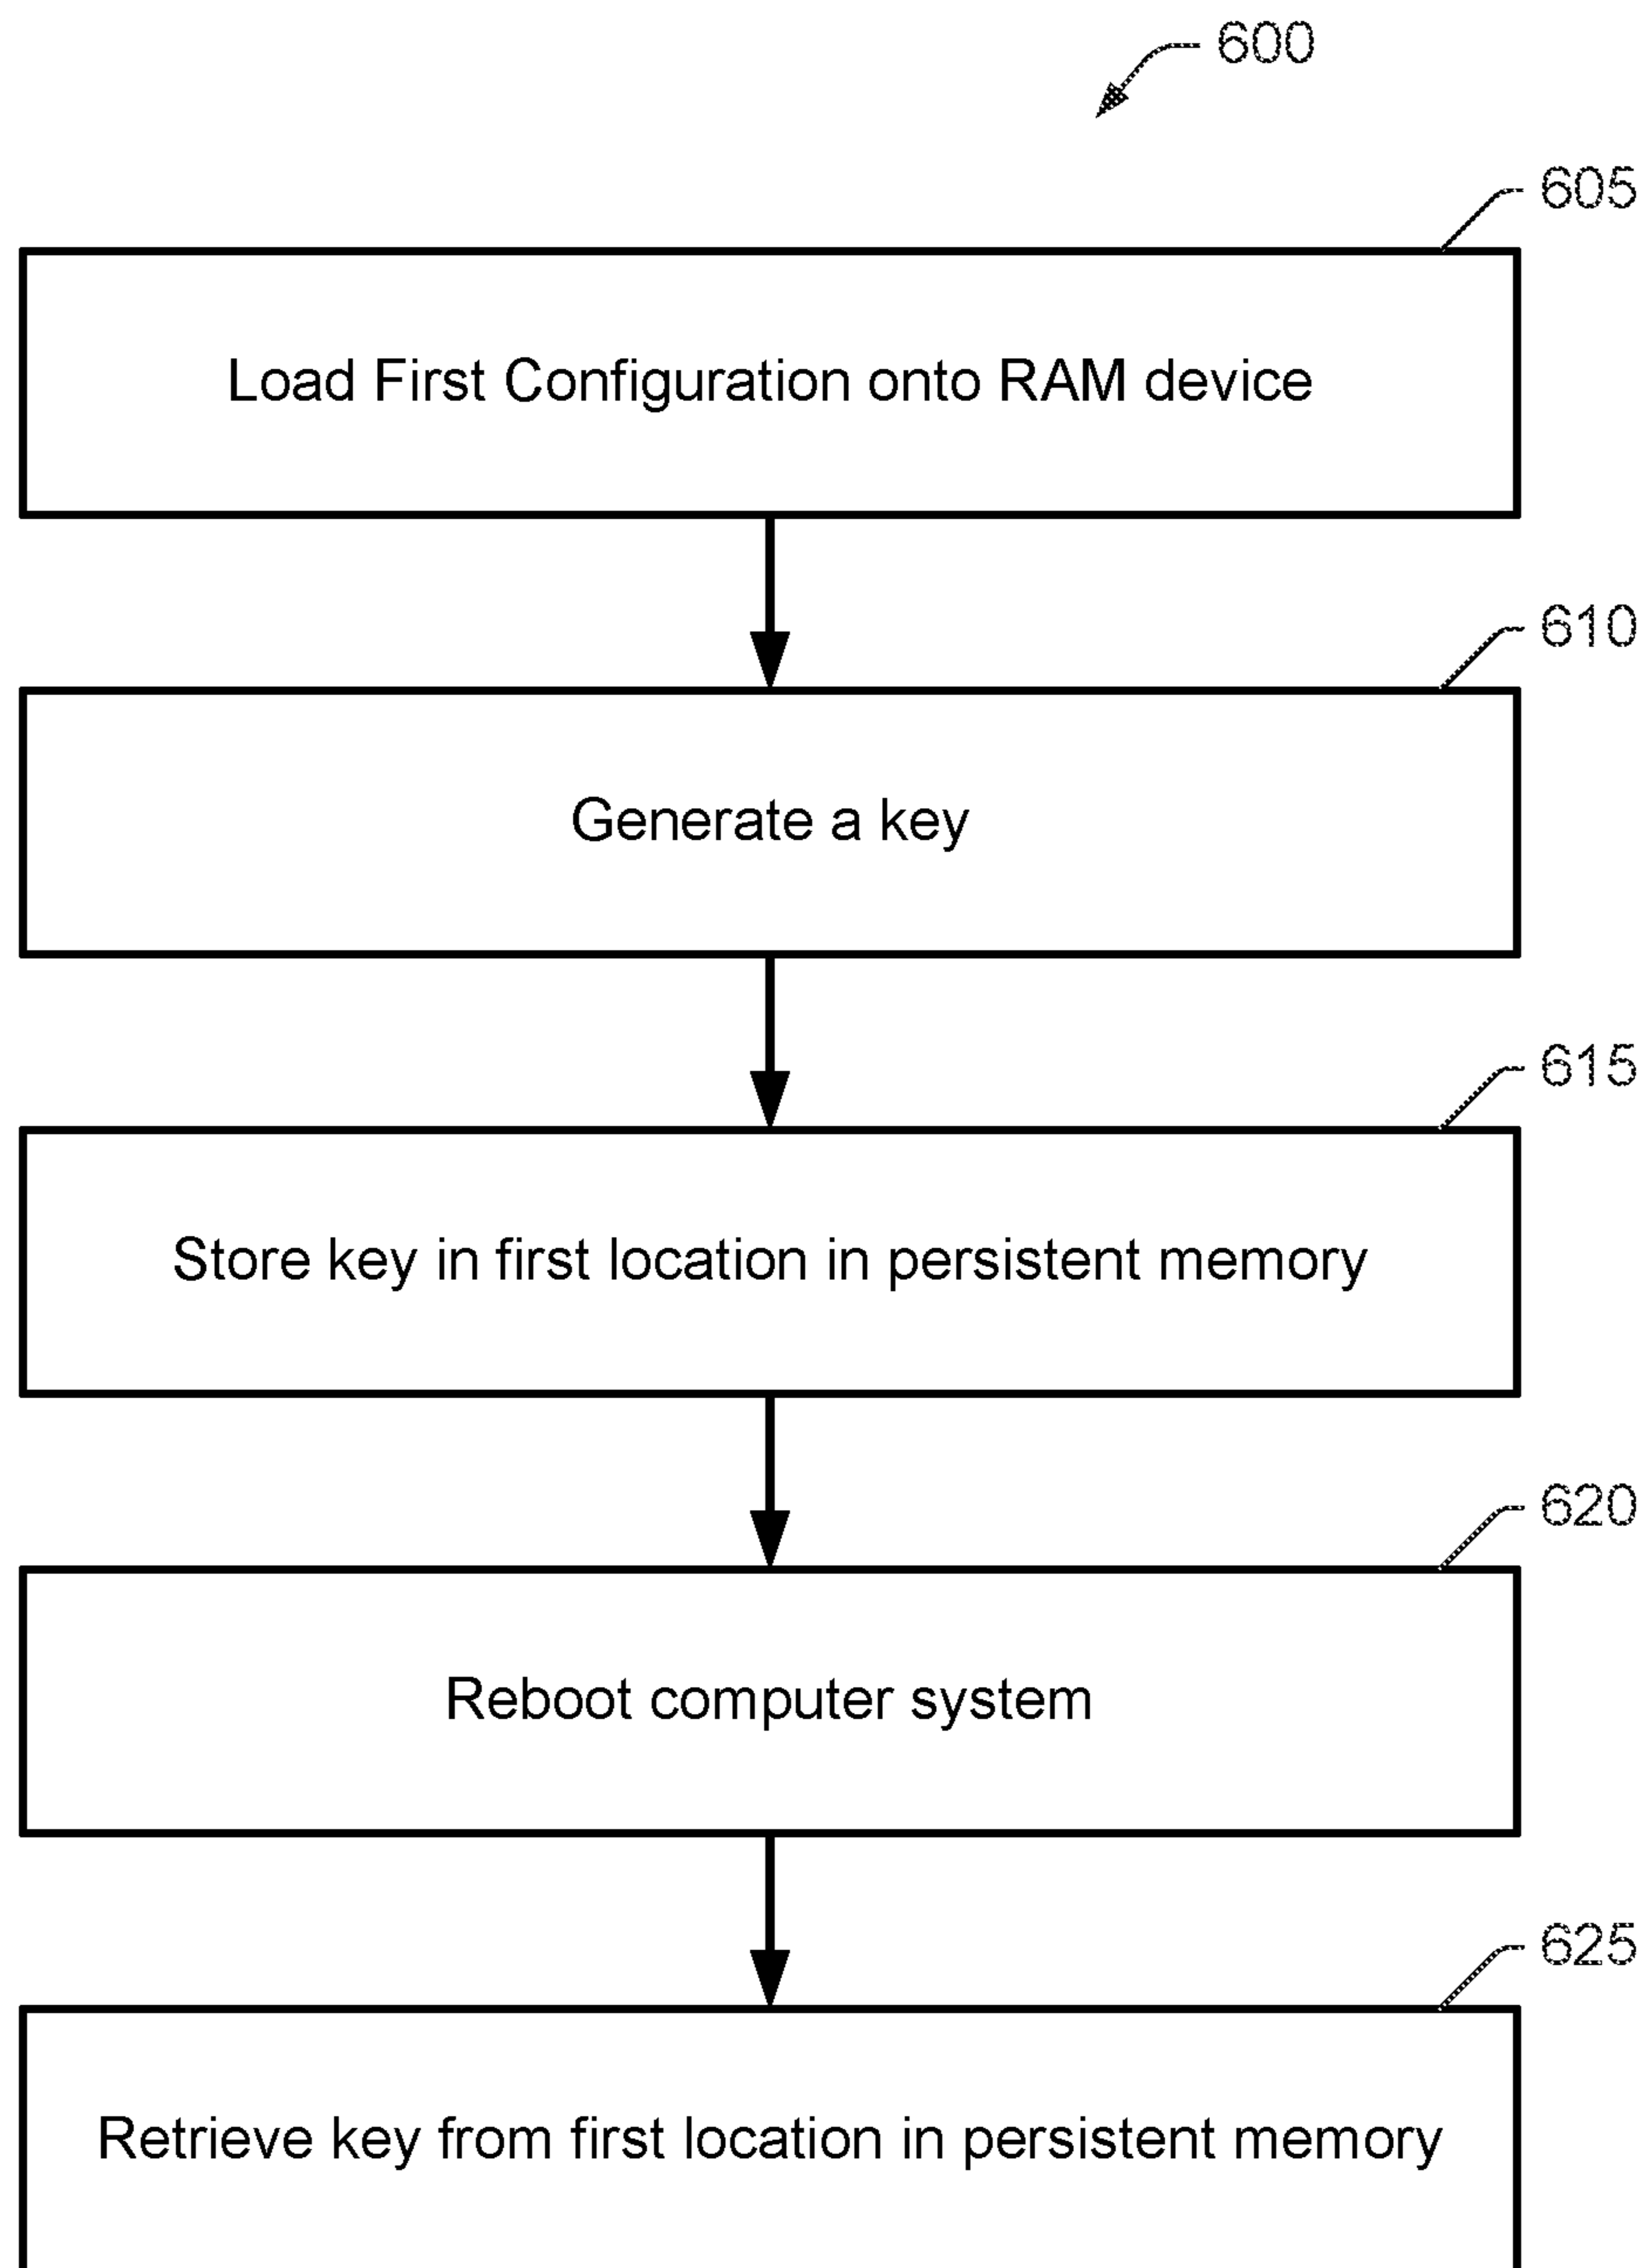 600
605
Load First Configuration onto RAM device
610
Generate a key
615
Store key in first location in persistent memory
620
Reboot computer system
625
Retrieve key from first location in persistent memory